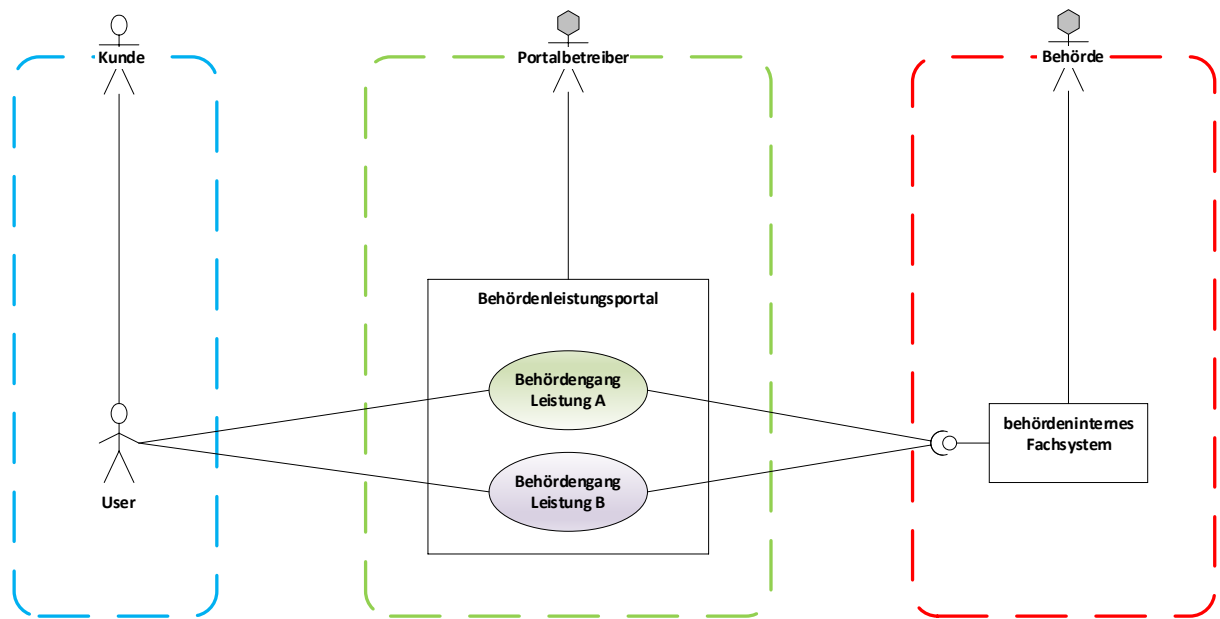 Kunde
Portalbetreiber
Behörde
Behördenleistungsportal
Behördengang
Leistung A
behördeninternes
Fachsystem
Behördengang
Leistung B
User